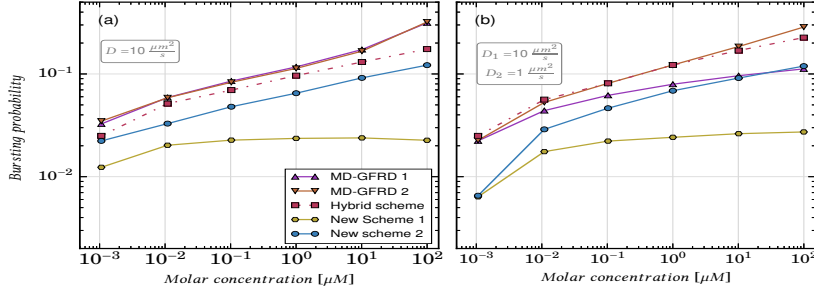 (a)
D = 10 μm²/s
Bursting probability
10⁻¹
10⁻²
MD-GFRD 1
MD-GFRD 2
Hybrid scheme
New Scheme 1
New scheme 2
10⁻³ 10⁻² 10⁻¹ 10⁰ 10¹ 10²
Molar concentration [μM]
(b)
D₁ = 10 μm²/s
D₂ = 1 μm²/s
10⁻³ 10⁻² 10⁻¹ 10⁰ 10¹ 10²
Molar concentration [μM]